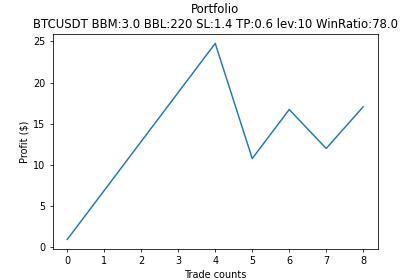 Portfolio
BTCUSDT BBM:3.0 BBL:220 SL:1.4 TP:0.6 lev:10 WinRatio:78.0
25
20
15
10
5
0
Profit ($)
0 1 2 3 4 5 6 7 8
Trade counts